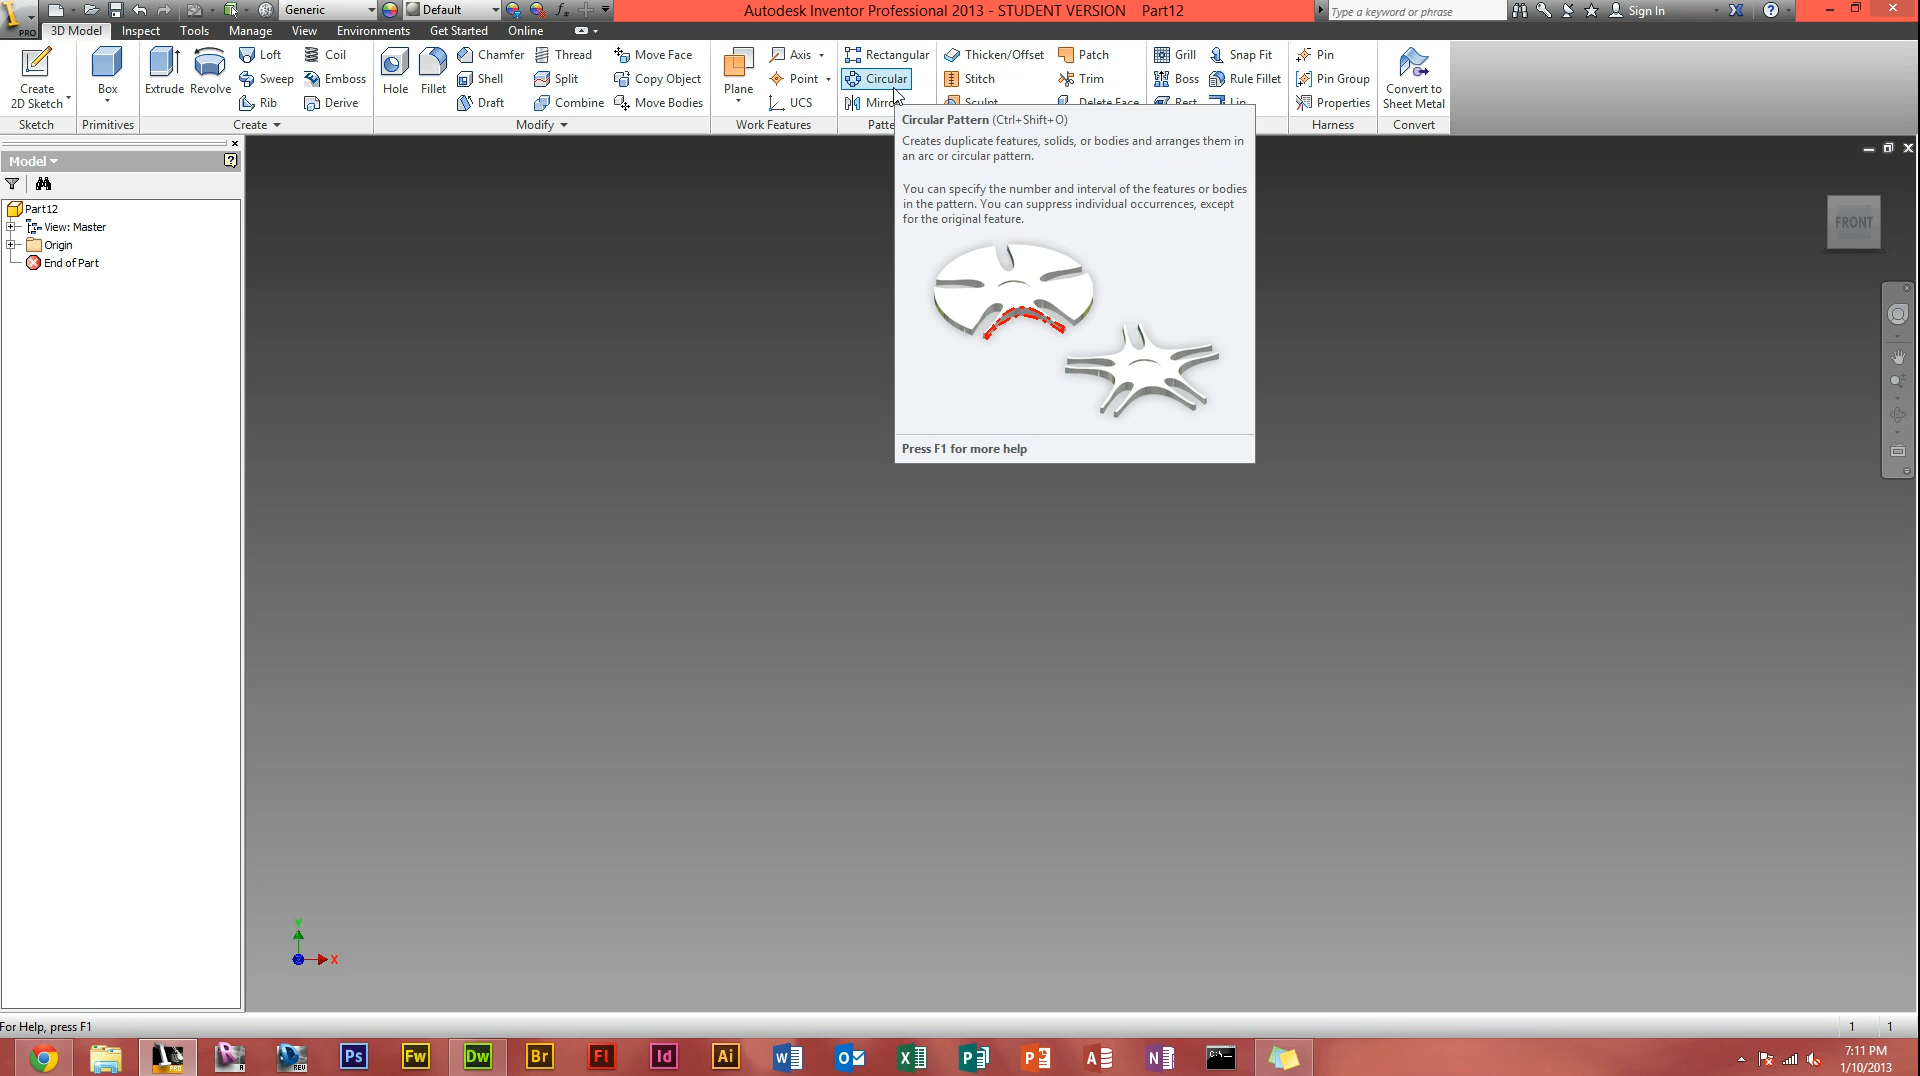 Generic
Default
Autodesk Inventor Professional 2013 - STUDENT VERSION Part12
Type a keyword or phrase
Sign In
PRO
3D Model Inspect Tools Manage View Environments Get Started Online
Create
2D Sketch
Box
Extrude
Revolve
Loft
Sweep
Rib
Coil
Emboss
Derive
Hole
Fillet
Chamfer
Shell
Draft
Thread
Split
Combine
Move Face
Copy Object
Move Bodies
Plane
Axis
Point
UCS
Rectangular
Circular
Mirro
Thicken/Offset
Stitch
Sculpt
Patch
Trim
Delete Face
Grill
Boss
Rest
Snap Fit
Rule Fillet
Lip
Pin
Pin Group
Properties
Convert to
Sheet Metal
Sketch
Primitives
Create
Modify
Work Features
Patte
Harness
Convert
Circular Pattern (Ctrl+Shift+O)
Creates duplicate features, solids, or bodies and arranges them in
an arc or circular pattern.
You can specify the number and interval of the features or bodies
in the pattern. You can suppress individual occurrences, except
for the original feature.
Press F1 for more help
Model
Part12
View: Master
Origin
End of Part
FRONT
Y
X
For Help, press F1
1 1
PRO
Ps
Fw
Dw
Br
Fl
Id
Ai
7:11 PM
1/10/2013